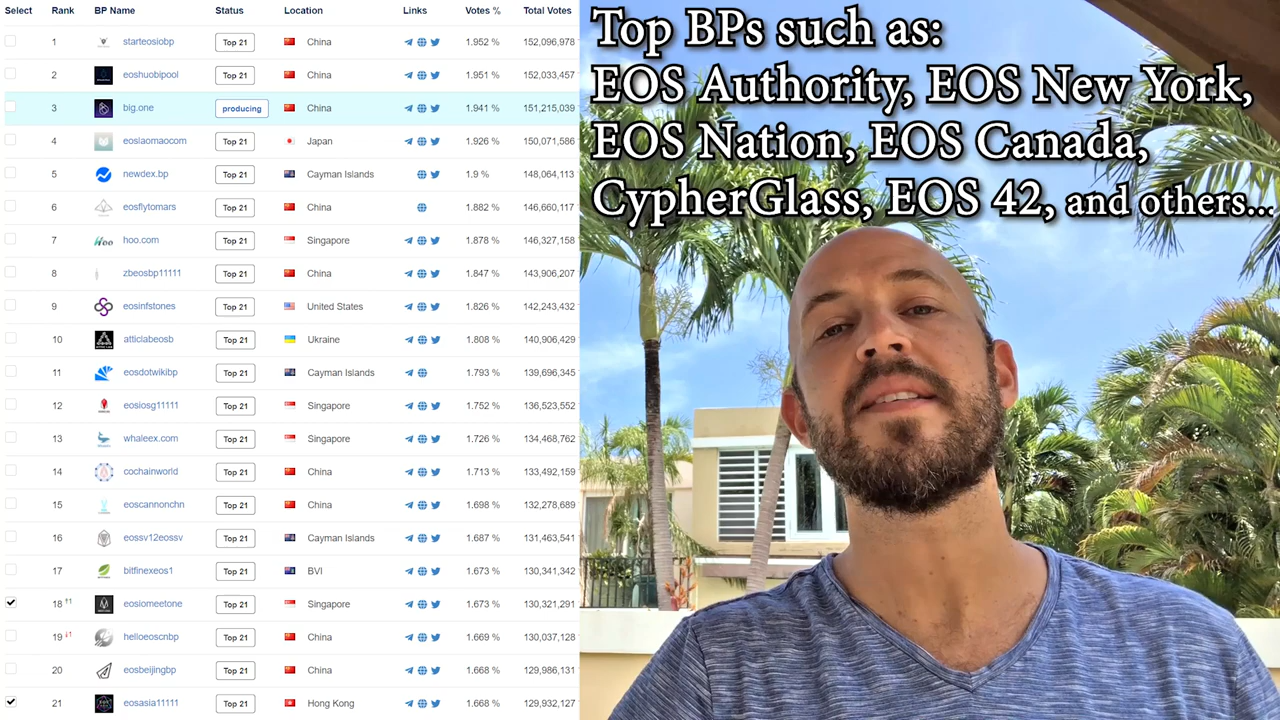 Select Rank BP Name Status Location Links Votes % Total Votes
1 starteosiobp Top 21 China 1.952 % 152,096,978
2 eoshuobipool Top 21 China 1.951 % 152,033,457
3 big.one producing China 1.941 % 151,215,039
4 eoslaomaocom Top 21 Japan 1.926 % 150,071,586
5 newdex.bp Top 21 Cayman Islands 1.9 % 148,064,113
6 eosflytomars Top 21 China 1.882 % 146,660,117
7 hoo.com Top 21 Singapore 1.878 % 146,327,158
8 zbeosbp11111 Top 21 China 1.847 % 143,906,207
9 eosinfstones Top 21 United States 1.826 % 142,243,432
10 atticlabeosb Top 21 Ukraine 1.808 % 140,906,429
11 eosdotwikibp Top 21 Cayman Islands 1.793 % 139,696,345
12 eosiosg11111 Top 21 Singapore 1.752 % 136,523,552
13 whaleex.com Top 21 Singapore 1.726 % 134,468,762
14 cochainworld Top 21 China 1.713 % 133,492,159
15 eoscannonchn Top 21 China 1.698 % 132,278,689
16 eossv12eossv Top 21 Cayman Islands 1.687 % 131,463,541
17 bitfinexeos1 Top 21 BVI 1.673 % 130,341,342
18 ↑1 eosiomeetone Top 21 Singapore 1.673 % 130,331,291
19 ↓1 helloeoscnbp Top 21 China 1.669 % 130,037,128
20 eosbeijingbp Top 21 China 1.668 % 129,986,131
21 eosasia11111 Top 21 Hong Kong 1.668 % 129,932,127
Top BPs such as:
EOS Authority, EOS New York,
EOS Nation, EOS Canada,
CypherGlass, EOS 42, and others...